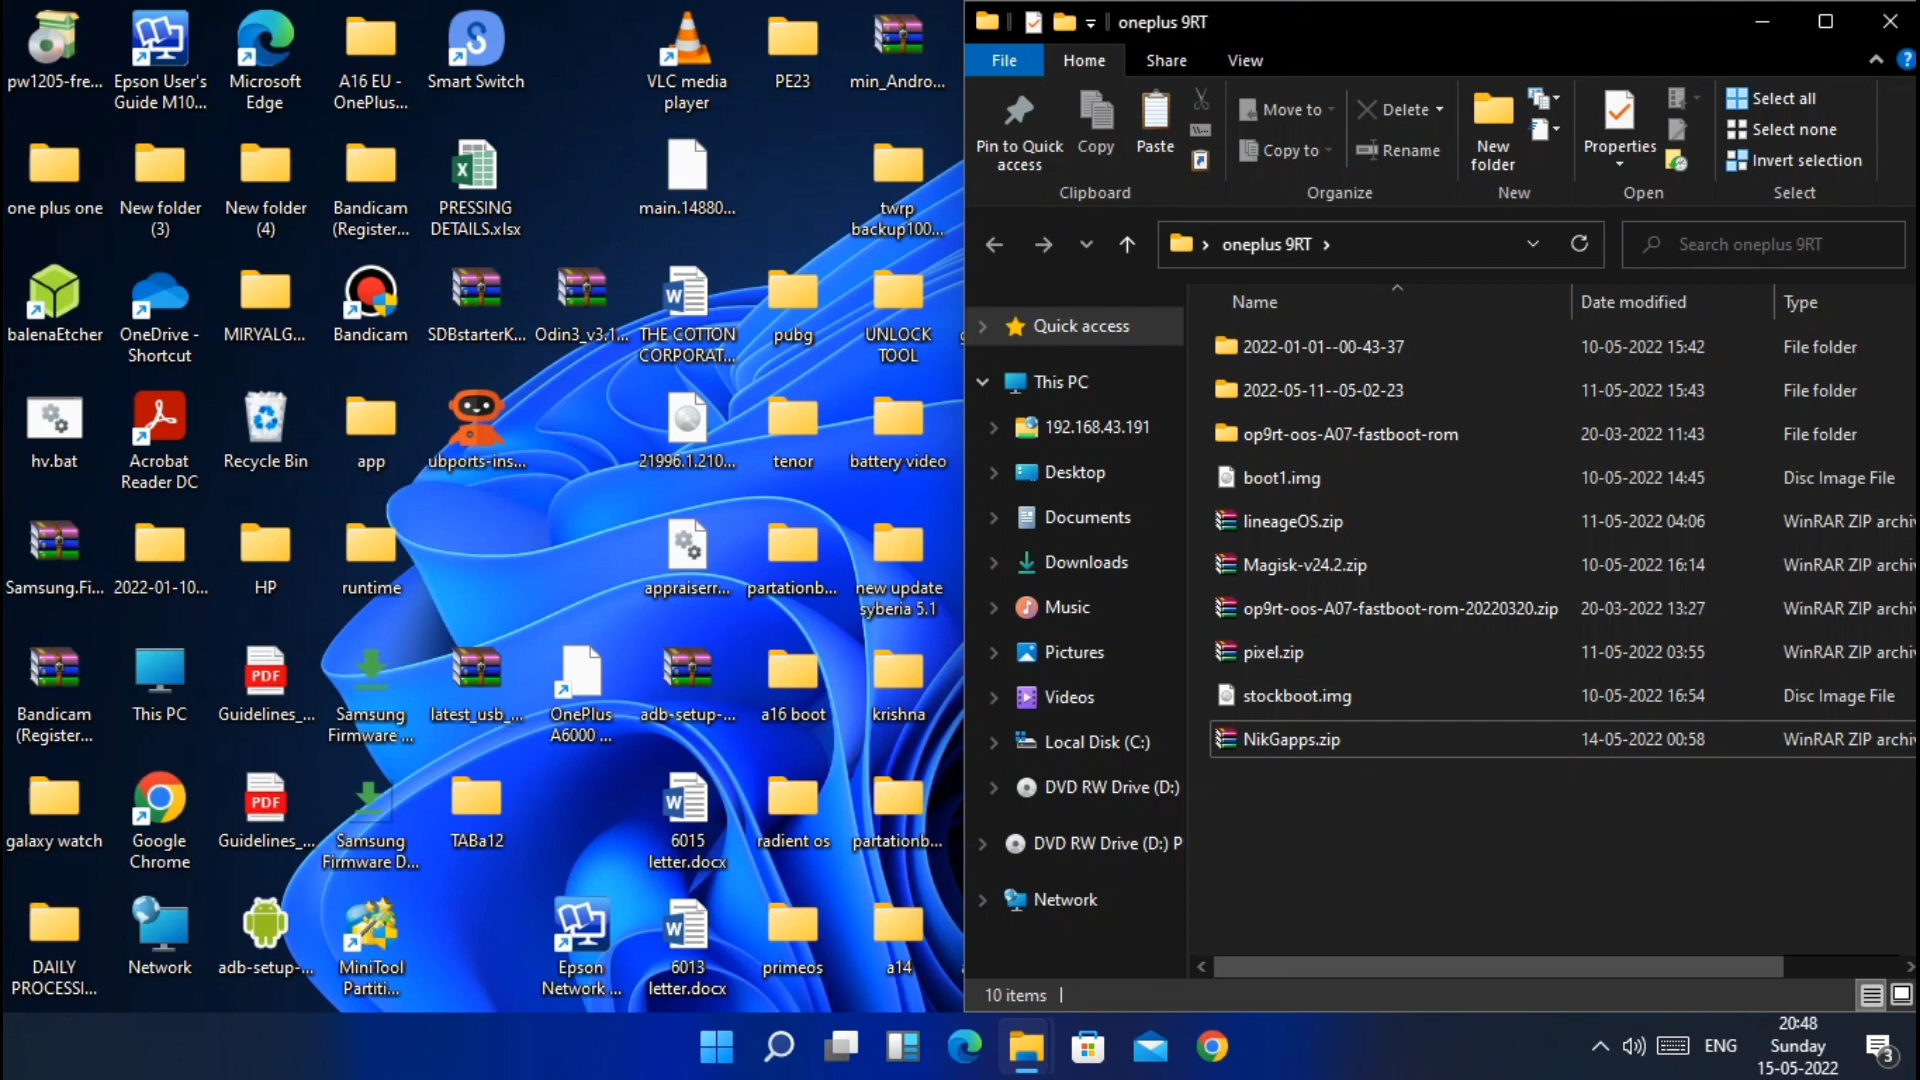 pw1205-fre...
Epson User's
Guide M10...
Microsoft
Edge
A16 EU -
OnePlus...
Smart Switch
VLC media
player
PE23
min_Andro...
one plus one
New folder
(3)
New folder
(4)
Bandicam
(Register...
PRESSING
DETAILS.xlsx
main.14880...
twrp
backup100...
balenaEtcher
OneDrive -
Shortcut
MIRYALG...
Bandicam
SDBstarterK...
Odin3_v3.1...
THE COTTON
CORPORAT...
pubg
UNLOCK
TOOL
hv.bat
Acrobat
Reader DC
Recycle Bin
app
ubports-ins...
21996.1.210...
tenor
battery video
Samsung.Fi...
2022-01-10...
HP
runtime
appraiserr...
partationb...
new update
syberia 5.1
Bandicam
(Register...
This PC
PDF
Guidelines_...
Samsung
Firmware ...
latest_usb_...
OnePlus
A6000 ...
adb-setup-...
a16 boot
krishna
galaxy watch
Google
Chrome
PDF
Guidelines_...
Samsung
Firmware D...
TABa12
6015
letter.docx
radient os
partationb...
DAILY
PROCESSI...
Network
adb-setup-...
MiniTool
Partiti...
Epson
Network ...
6013
letter.docx
primeos
a14
oneplus 9RT
File Home Share View
Pin to Quick
access
Copy
Paste
Move to
Copy to
Delete
Rename
New
folder
Properties
Select all
Select none
Invert selection
Clipboard Organize New Open Select
oneplus 9RT
Search oneplus 9RT
Quick access
This PC
192.168.43.191
Desktop
Documents
Downloads
Music
Pictures
Videos
Local Disk (C:)
DVD RW Drive (D:)
DVD RW Drive (D:) P
Network
Name Date modified Type
2022-01-01--00-43-37 10-05-2022 15:42 File folder
2022-05-11--05-02-23 11-05-2022 15:43 File folder
op9rt-oos-A07-fastboot-rom 20-03-2022 11:43 File folder
boot1.img 10-05-2022 14:45 Disc Image File
lineageOS.zip 11-05-2022 04:06 WinRAR ZIP archi
Magisk-v24.2.zip 10-05-2022 16:14 WinRAR ZIP archi
op9rt-oos-A07-fastboot-rom-20220320.zip 20-03-2022 13:27 WinRAR ZIP archi
pixel.zip 11-05-2022 03:55 WinRAR ZIP archi
stockboot.img 10-05-2022 16:54 Disc Image File
NikGapps.zip 14-05-2022 00:58 WinRAR ZIP archi
10 items
ENG
20:48
Sunday
15-05-2022
3